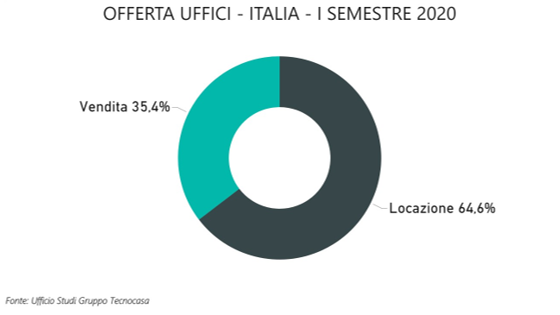 OFFERTA UFFICI - ITALIA - I SEMESTRE 2020
Vendita 35,4%
Locazione 64,6%
Fonte: Ufficio Studi Gruppo Tecnocasa